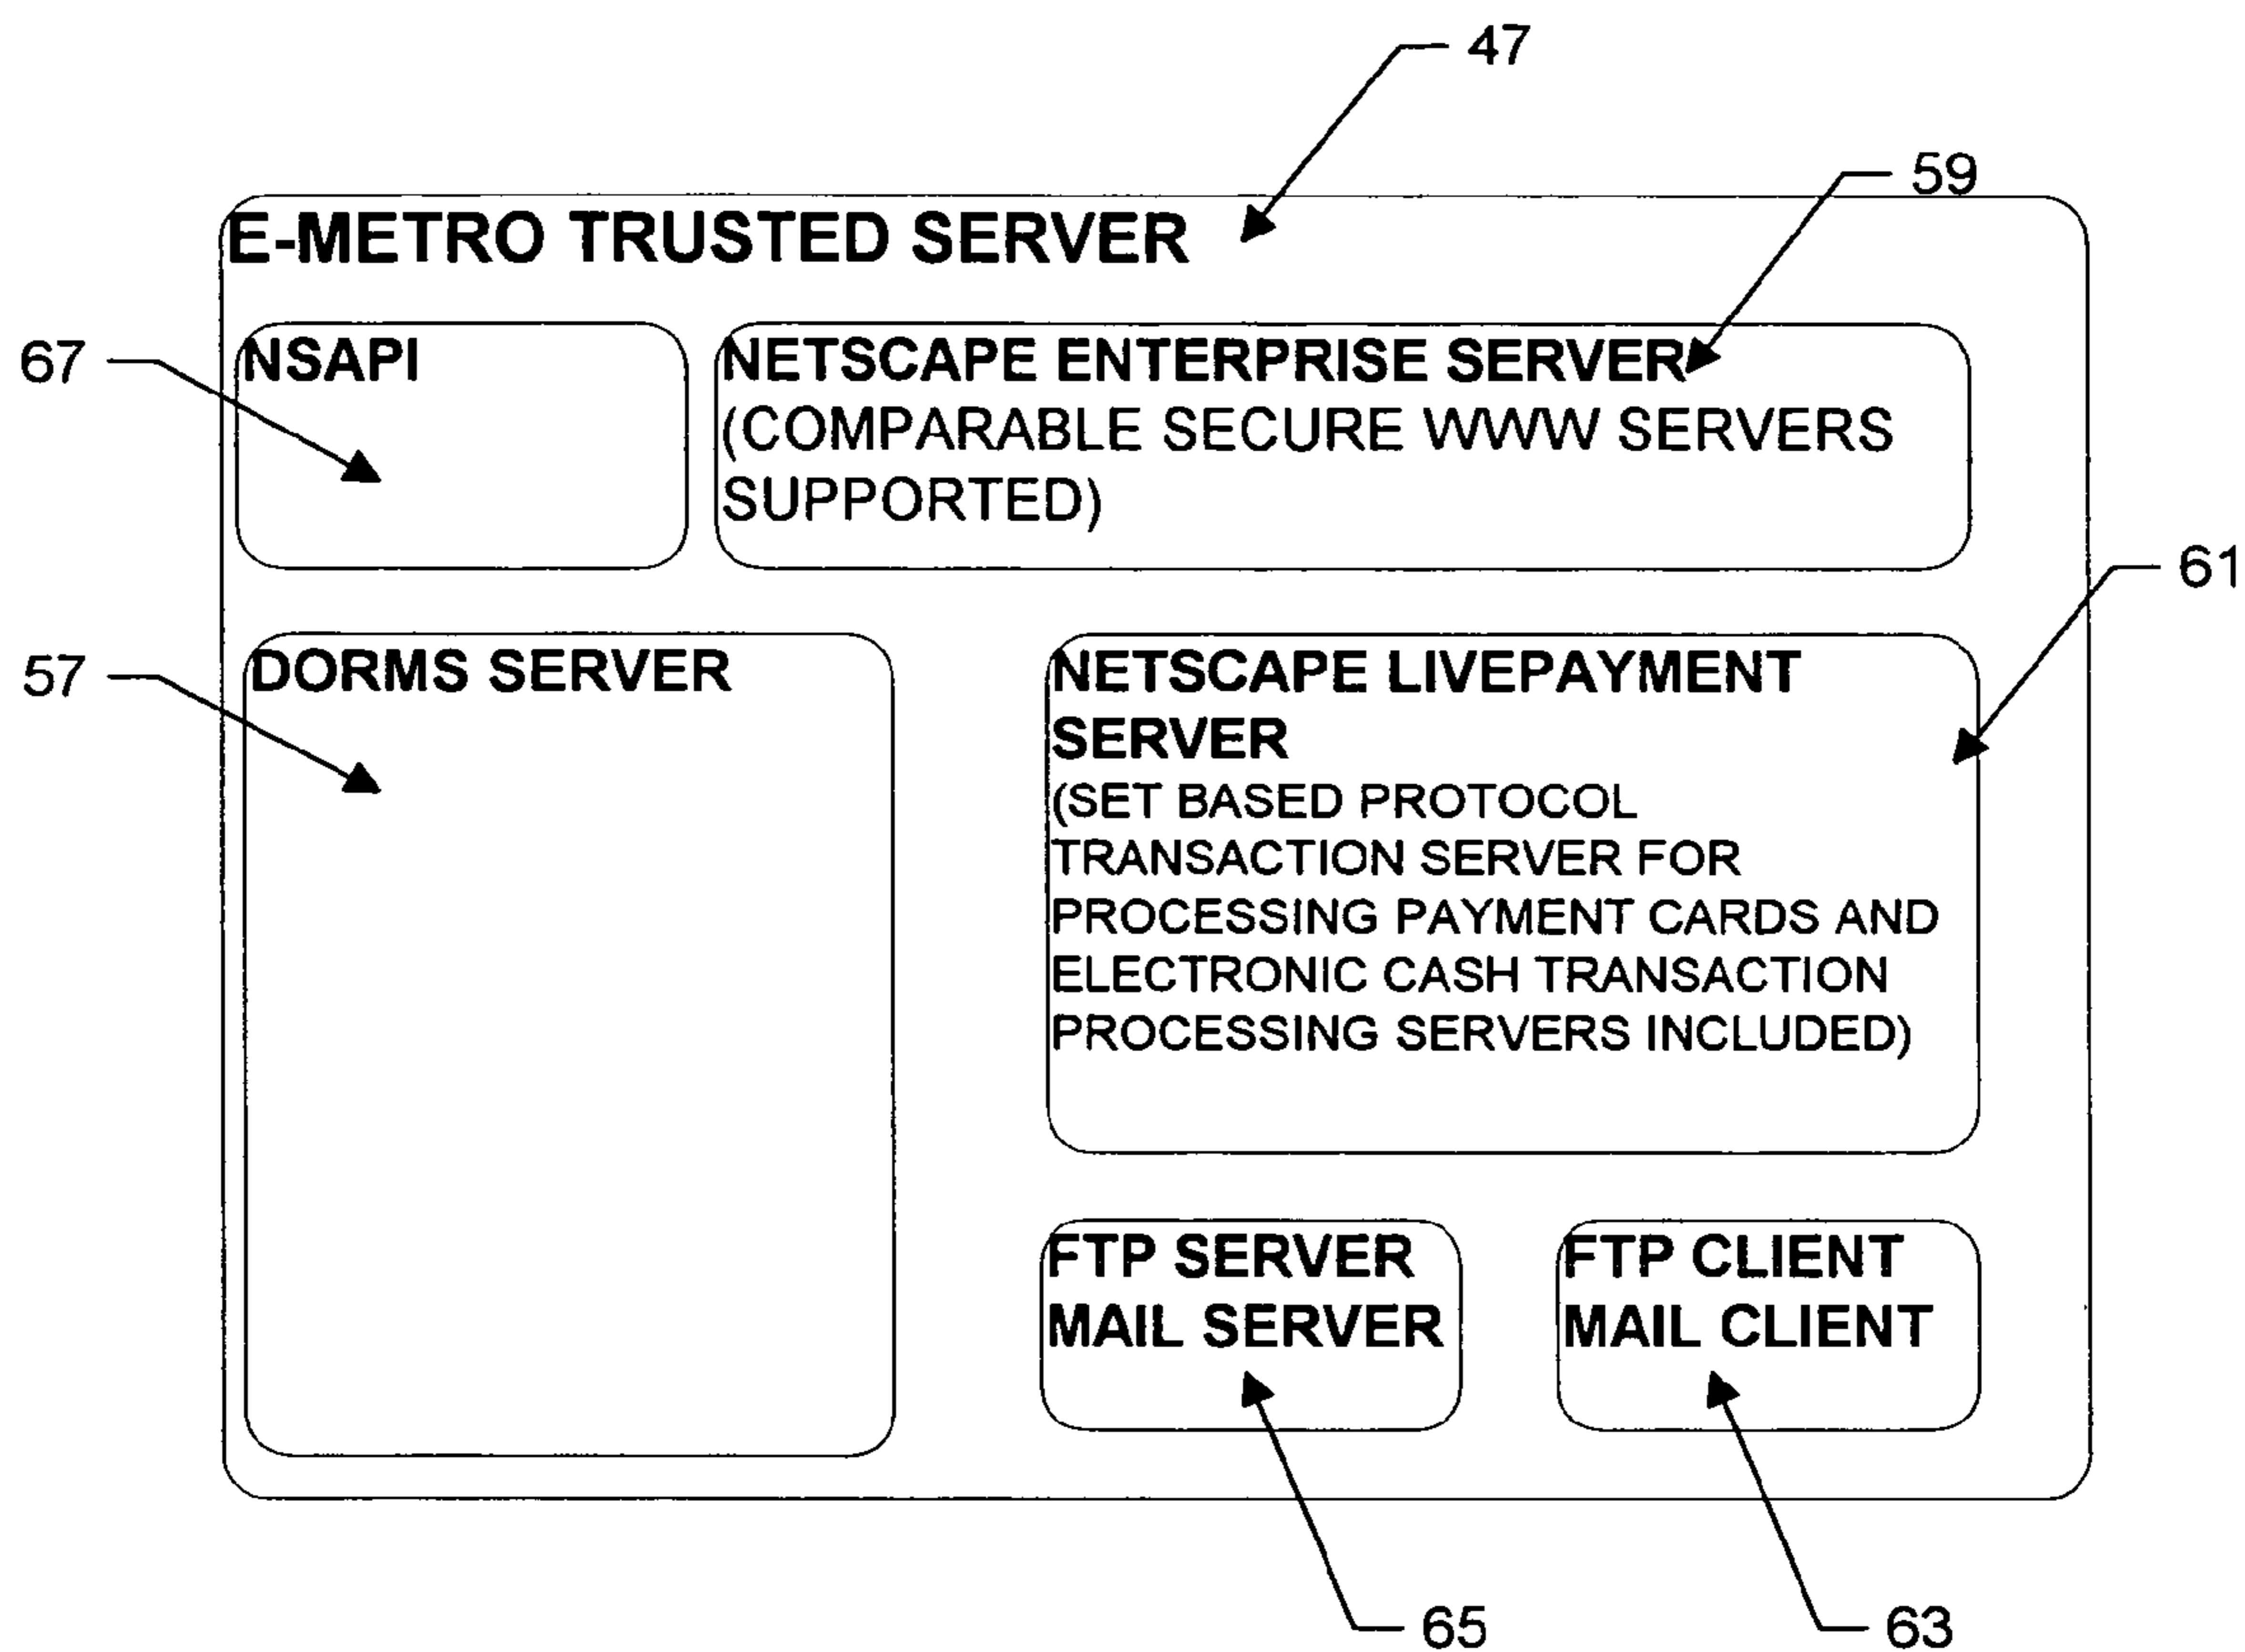 47
59
E-METRO TRUSTED SERVER
67
NSAPI
NETSCAPE ENTERPRISE SERVER
(COMPARABLE SECURE WWW SERVERS
SUPPORTED)
61
57
DORMS SERVER
NETSCAPE LIVEPAYMENT
SERVER
(SET BASED PROTOCOL
TRANSACTION SERVER FOR
PROCESSING PAYMENT CARDS AND
ELECTRONIC CASH TRANSACTION
PROCESSING SERVERS INCLUDED)
FTP SERVER
MAIL SERVER
FTP CLIENT
MAIL CLIENT
65
63